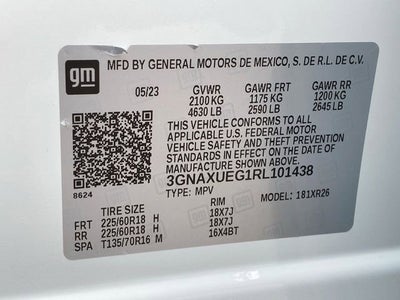 gm MFD BY GENERAL MOTORS DE MEXICO, S. DE R.L. DE C.V.
05/23 GVWR GAWR FRT GAWR RR
2100 KG 1175 KG 1200 KG
4630 LB 2590 LB 2645 LB
THIS VEHICLE CONFORMS TO ALL
APPLICABLE U.S. FEDERAL MOTOR
VEHICLE SAFETY AND THEFT
PREVENTION STANDARDS IN EFFECT
ON THE DATE OF
MANUFACTURE SHOWN ABOVE.
3GNAXUEG1RL101438
8624 TYPE: MPV MODEL: 1S1XR26
TIRE SIZE RIM
FRT 225/60R18 H 18X7J
RR 225/60R18 H 18X7J
SPA T135/70R16 M 16X4BT